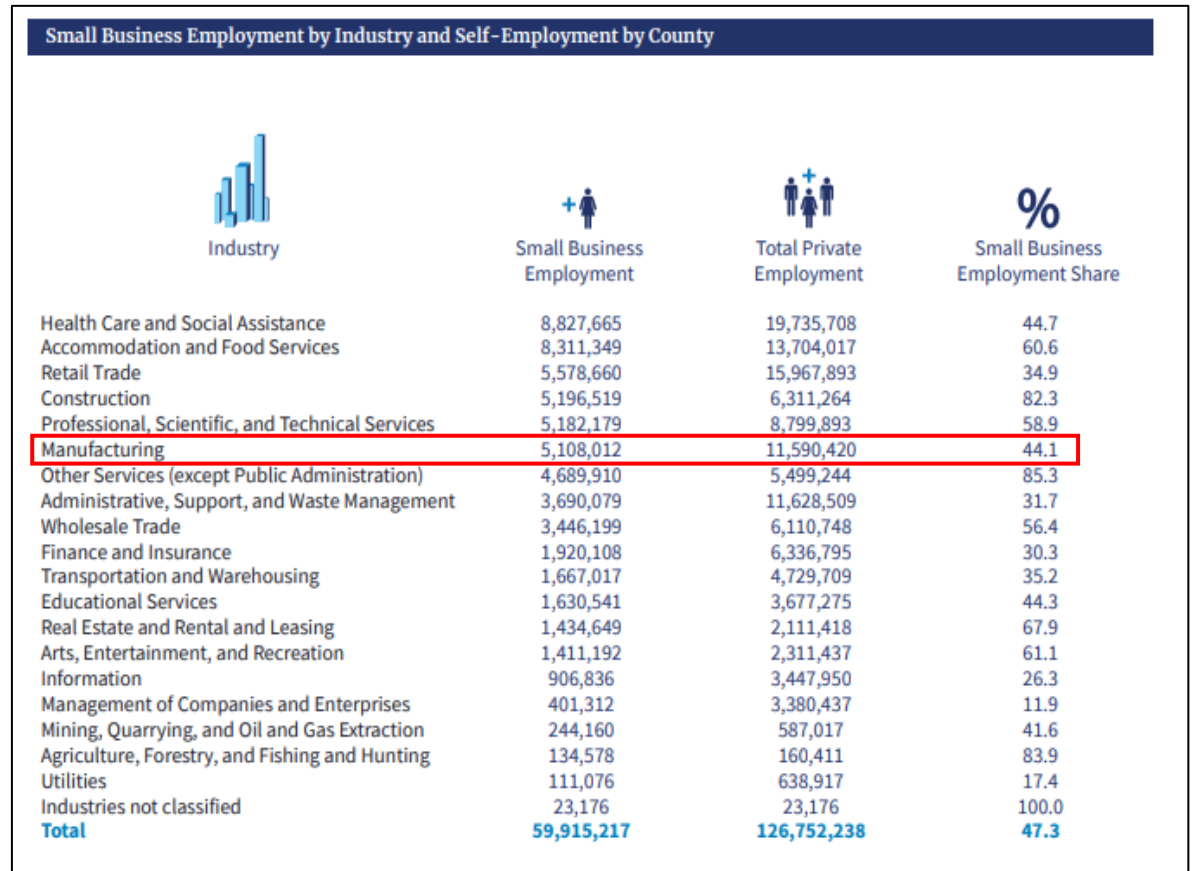 Small Business Employment by Industry and Self-Employment by County
%
Industry Small Business Employment Total Private Employment Small Business Employment Share
Health Care and Social Assistance 8,827,665 19,735,708 44.7
Accommodation and Food Services 8,311,349 13,704,017 60.6
Retail Trade 5,578,660 15,967,893 34.9
Construction 5,196,519 6,311,264 82.3
Professional, Scientific, and Technical Services 5,182,179 8,799,893 58.9
Manufacturing 5,108,012 11,590,420 44.1
Other Services (except Public Administration) 4,689,910 5,499,244 85.3
Administrative, Support, and Waste Management 3,690,079 11,628,509 31.7
Wholesale Trade 3,446,199 6,110,748 56.4
Finance and Insurance 1,920,108 6,336,795 30.3
Transportation and Warehousing 1,667,017 4,729,709 35.2
Educational Services 1,630,541 3,677,275 44.3
Real Estate and Rental and Leasing 1,434,649 2,111,418 67.9
Arts, Entertainment, and Recreation 1,411,192 2,311,437 61.1
Information 906,836 3,447,950 26.3
Management of Companies and Enterprises 401,312 3,380,437 11.9
Mining, Quarrying, and Oil and Gas Extraction 244,160 587,017 41.6
Agriculture, Forestry, and Fishing and Hunting 134,578 160,411 83.9
Utilities 111,076 638,917 17.4
Industries not classified 23,176 23,176 100.0
Total 59,915,217 126,752,238 47.3